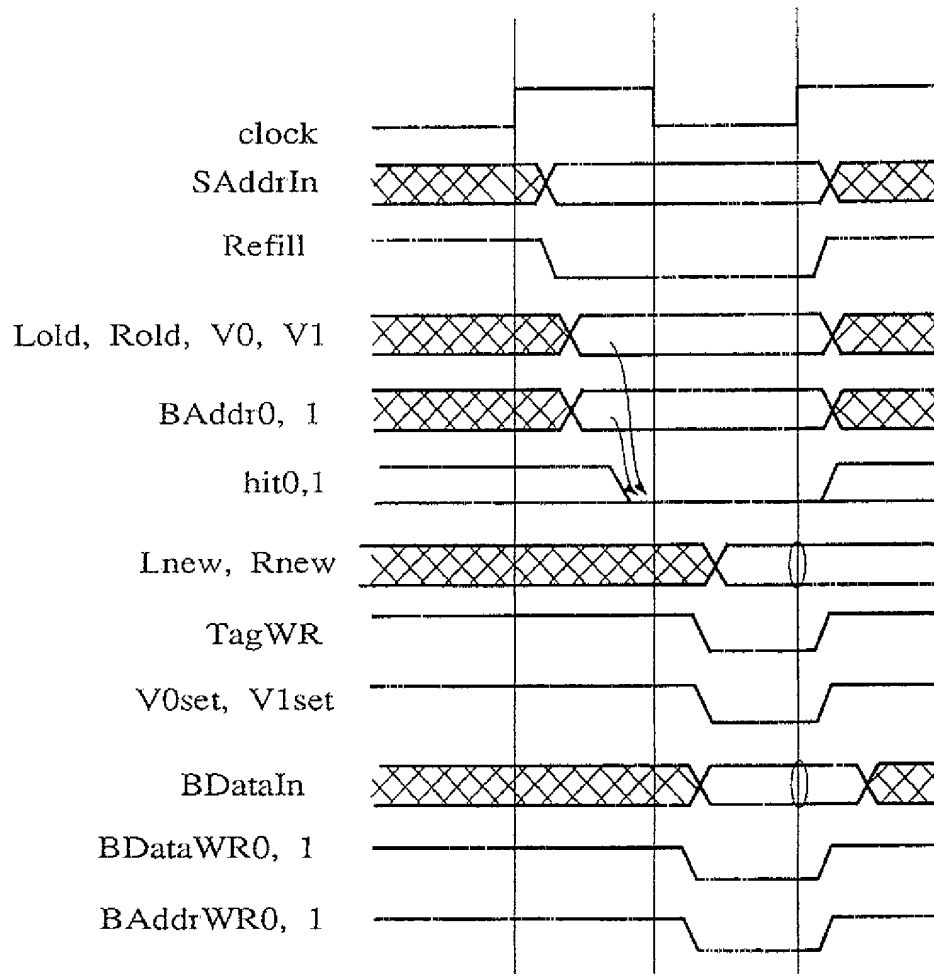 clock
SAddrIn
Refill
Lold, Rold, V0, V1
BAddr0, 1
hit0,1
Lnew, Rnew
TagWR
V0set, V1set
BDataIn
BDataWR0, 1
BAddrWR0, 1